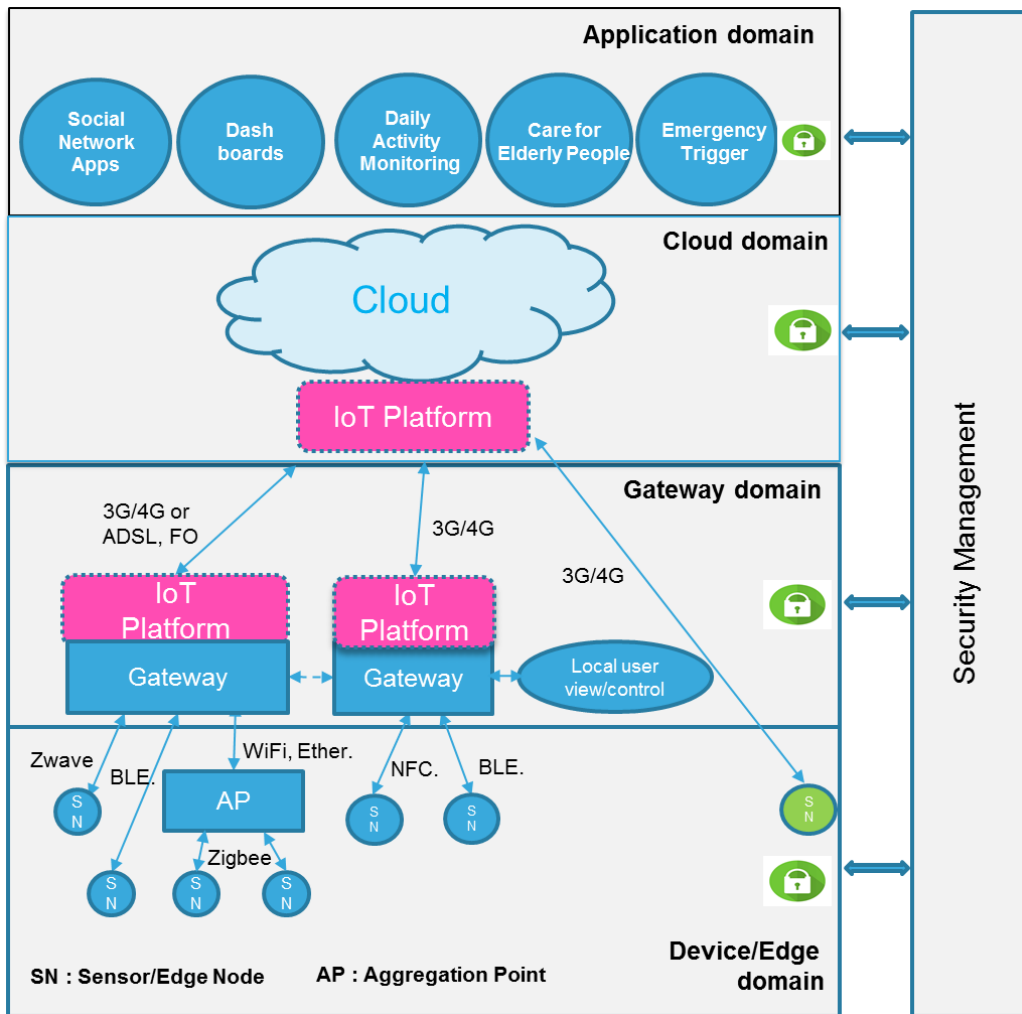 Application domain
Social
Network
Apps
Dash
boards
Daily
Activity
Monitoring
Care for
Elderly People
Emergency
Trigger
Cloud domain
Cloud
IoT Platform
Gateway domain
3G/4G or
ADSL, FO
3G/4G
3G/4G
IoT
Platform
Gateway
IoT
Platform
Gateway
Local user
view/control
Zwave
BLE.
WiFi, Ether.
NFC.
BLE.
S
N
AP
S
N
S
N
S
N
Zigbee
S
N
S
N
S
N
Device/Edge
domain
SN : Sensor/Edge Node
AP : Aggregation Point
Security Management